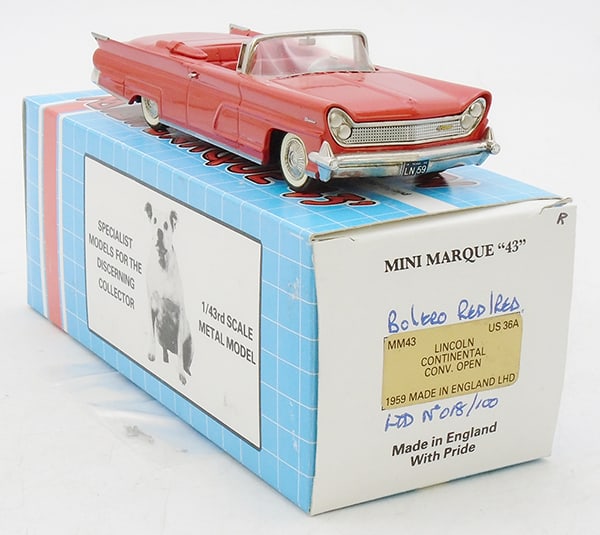 LN 59
SPECIALIST
MODELS FOR THE
DISCERNING
COLLECTOR
1/43rd SCALE
METAL MODEL
R
MINI MARQUE "43"
BOLERO RED/RED
MM43 US 36A
LINCOLN
CONTINENTAL
CONV. OPEN
1959 MADE IN ENGLAND LHD
LTD No 018/100
Made in England
With Pride